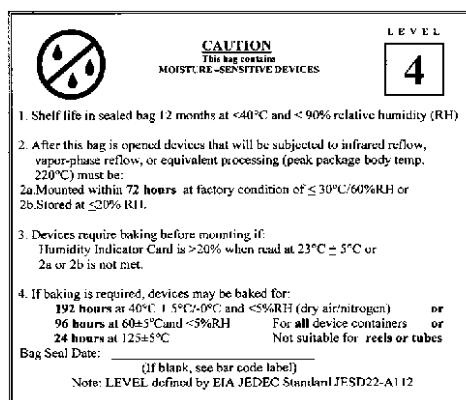 LEVEL
CAUTION
This bag contains
MOISTURE-SENSITIVE DEVICES
4
1. Shelf life in sealed bag 12 months at <40°C and < 90% relative humidity (RH)
2. After this bag is opened devices that will be subjected to infrared reflow,
vapor-phase reflow, or equivalent processing (peak package body temp.
220°C) must be:
2a.Mounted within 72 hours at factory condition of ≤ 30°C/60%RH or
2b.Stored at ≤20% RH.
3. Devices require baking before mounting if:
Humidity Indicator Card is >20% when read at 23°C ± 5°C or
2a or 2b is not met.
4. If baking is required, devices may be baked for:
192 hours at 40°C + 5°C/-0°C and <5%RH (dry air/nitrogen) or
96 hours at 60±5°Cand <5%RH For all device containers or
24 hours at 125±5°C Not suitable for reels or tubes
Bag Seal Date:
(If blank, see bar code label)
Note: LEVEL defined by EIA JEDEC Standard JESD22-A112